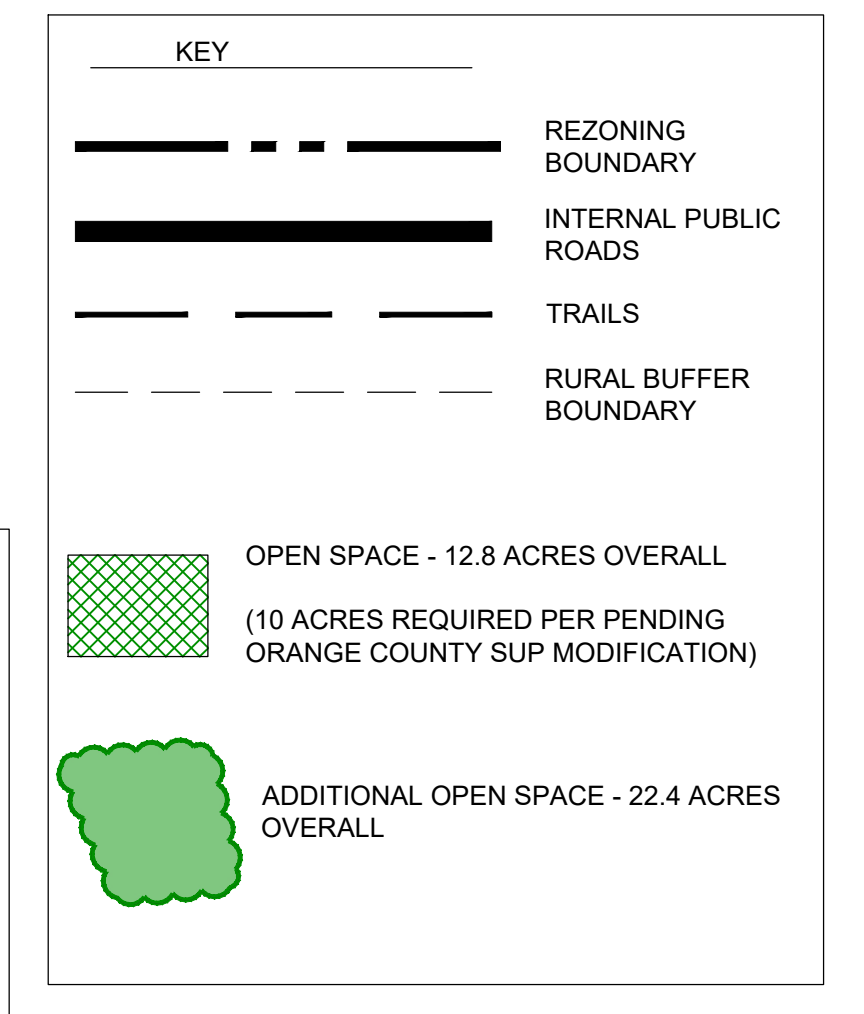 KEY
REZONING
BOUNDARY
INTERNAL PUBLIC
ROADS
TRAILS
RURAL BUFFER
BOUNDARY
OPEN SPACE - 12.8 ACRES OVERALL
(10 ACRES REQUIRED PER PENDING
ORANGE COUNTY SUP MODIFICATION)
ADDITIONAL OPEN SPACE - 22.4 ACRES
OVERALL